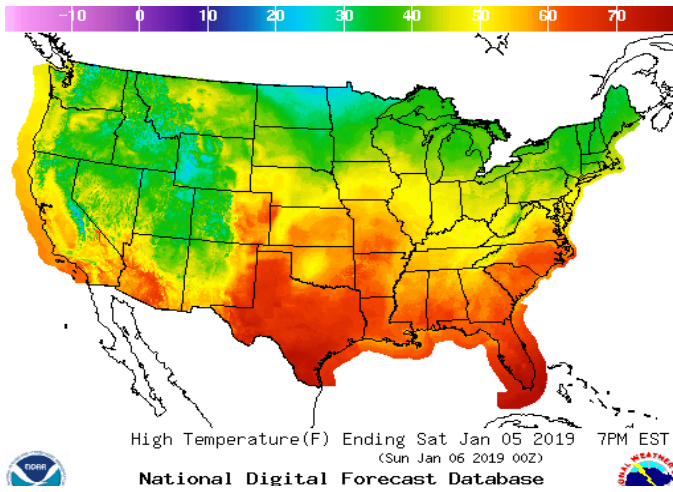 -10 0 10 20 30 40 50 60 70
High Temperature(F) Ending Sat Jan 05 2019 7PM EST
(Sun Jan 06 2019 00Z)
National Digital Forecast Database
NOAA